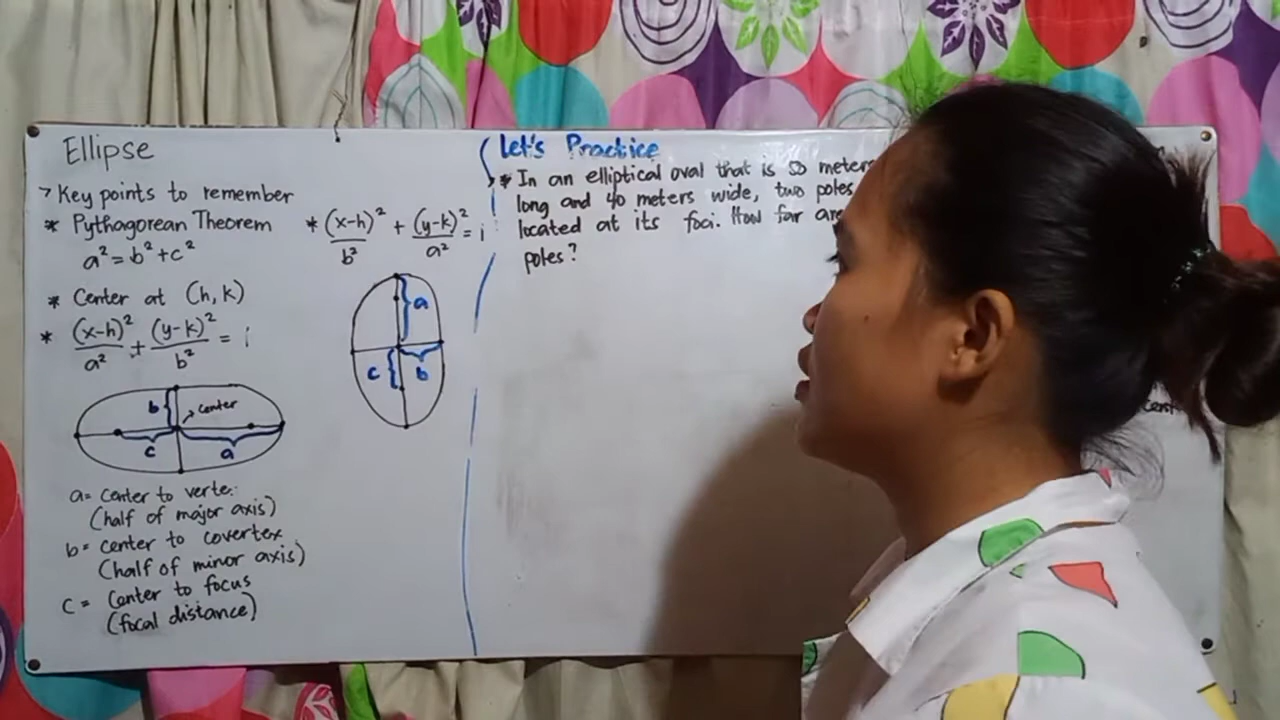 Ellipse
> Key points to remember
* Pythagorean Theorem
a² = b² + c²
* Center at (h, k)
* (x-h)²/a² + (y-k)²/b² = 1
b center
c a
a = center to verte
(half of major axis)
b = center to covertex
(half of minor axis)
c = center to focus
(focal distance)
* (x-h)²/b² + (y-k)²/a² = 1
a
c b
Let's Practice
* In an elliptical oval that is 50 meters
long and 40 meters wide, two poles
located at its foci. How far are
poles?